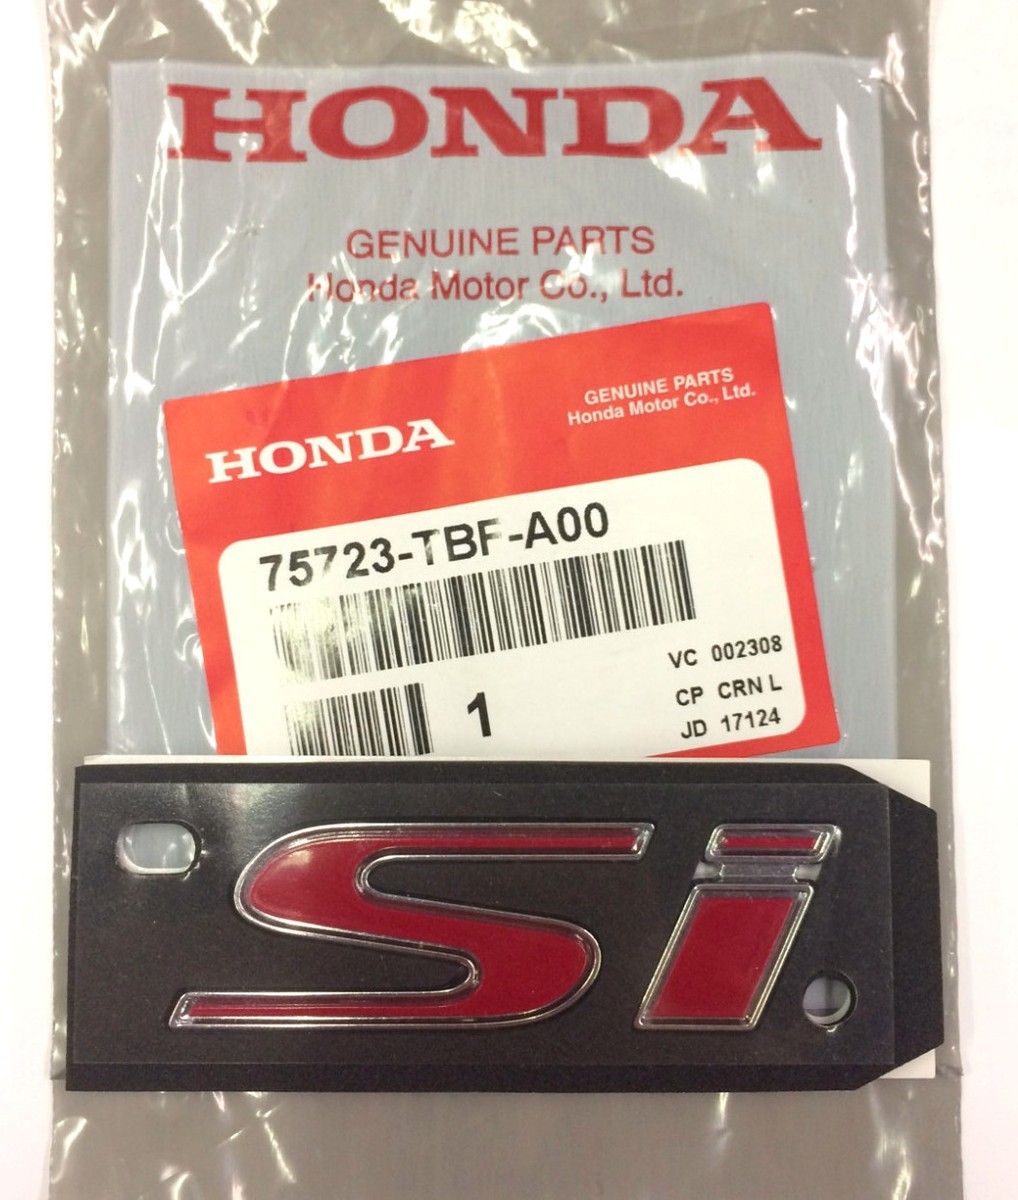 HONDA
GENUINE PARTS
Honda Motor Co., Ltd.
GENUINE PARTS
Honda Motor Co., Ltd.
HONDA
75723-TBF-A00
1
VC 002308
CP CRN L
JD 17124
Si